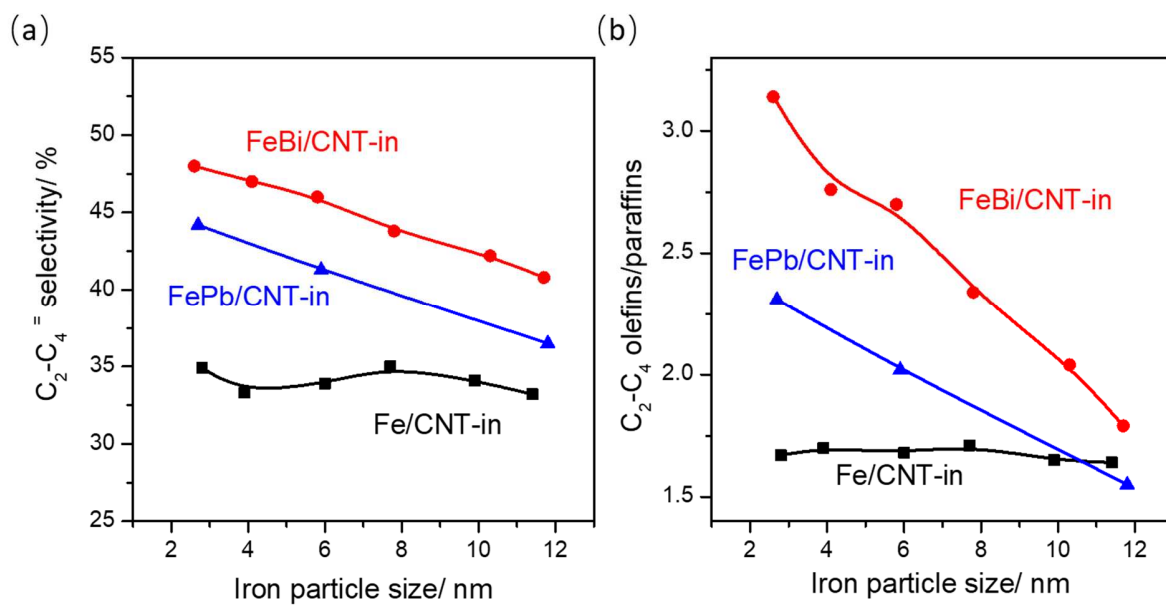 (a)
55
50
45
40
35
30
25
C₂-C₄⁼ selectivity/ %
FeBi/CNT-in
FePb/CNT-in
Fe/CNT-in
2 4 6 8 10 12
Iron particle size/ nm
(b)
3.0
2.5
2.0
1.5
C₂-C₄ olefins/paraffins
FeBi/CNT-in
FePb/CNT-in
Fe/CNT-in
2 4 6 8 10 12
Iron particle size/ nm